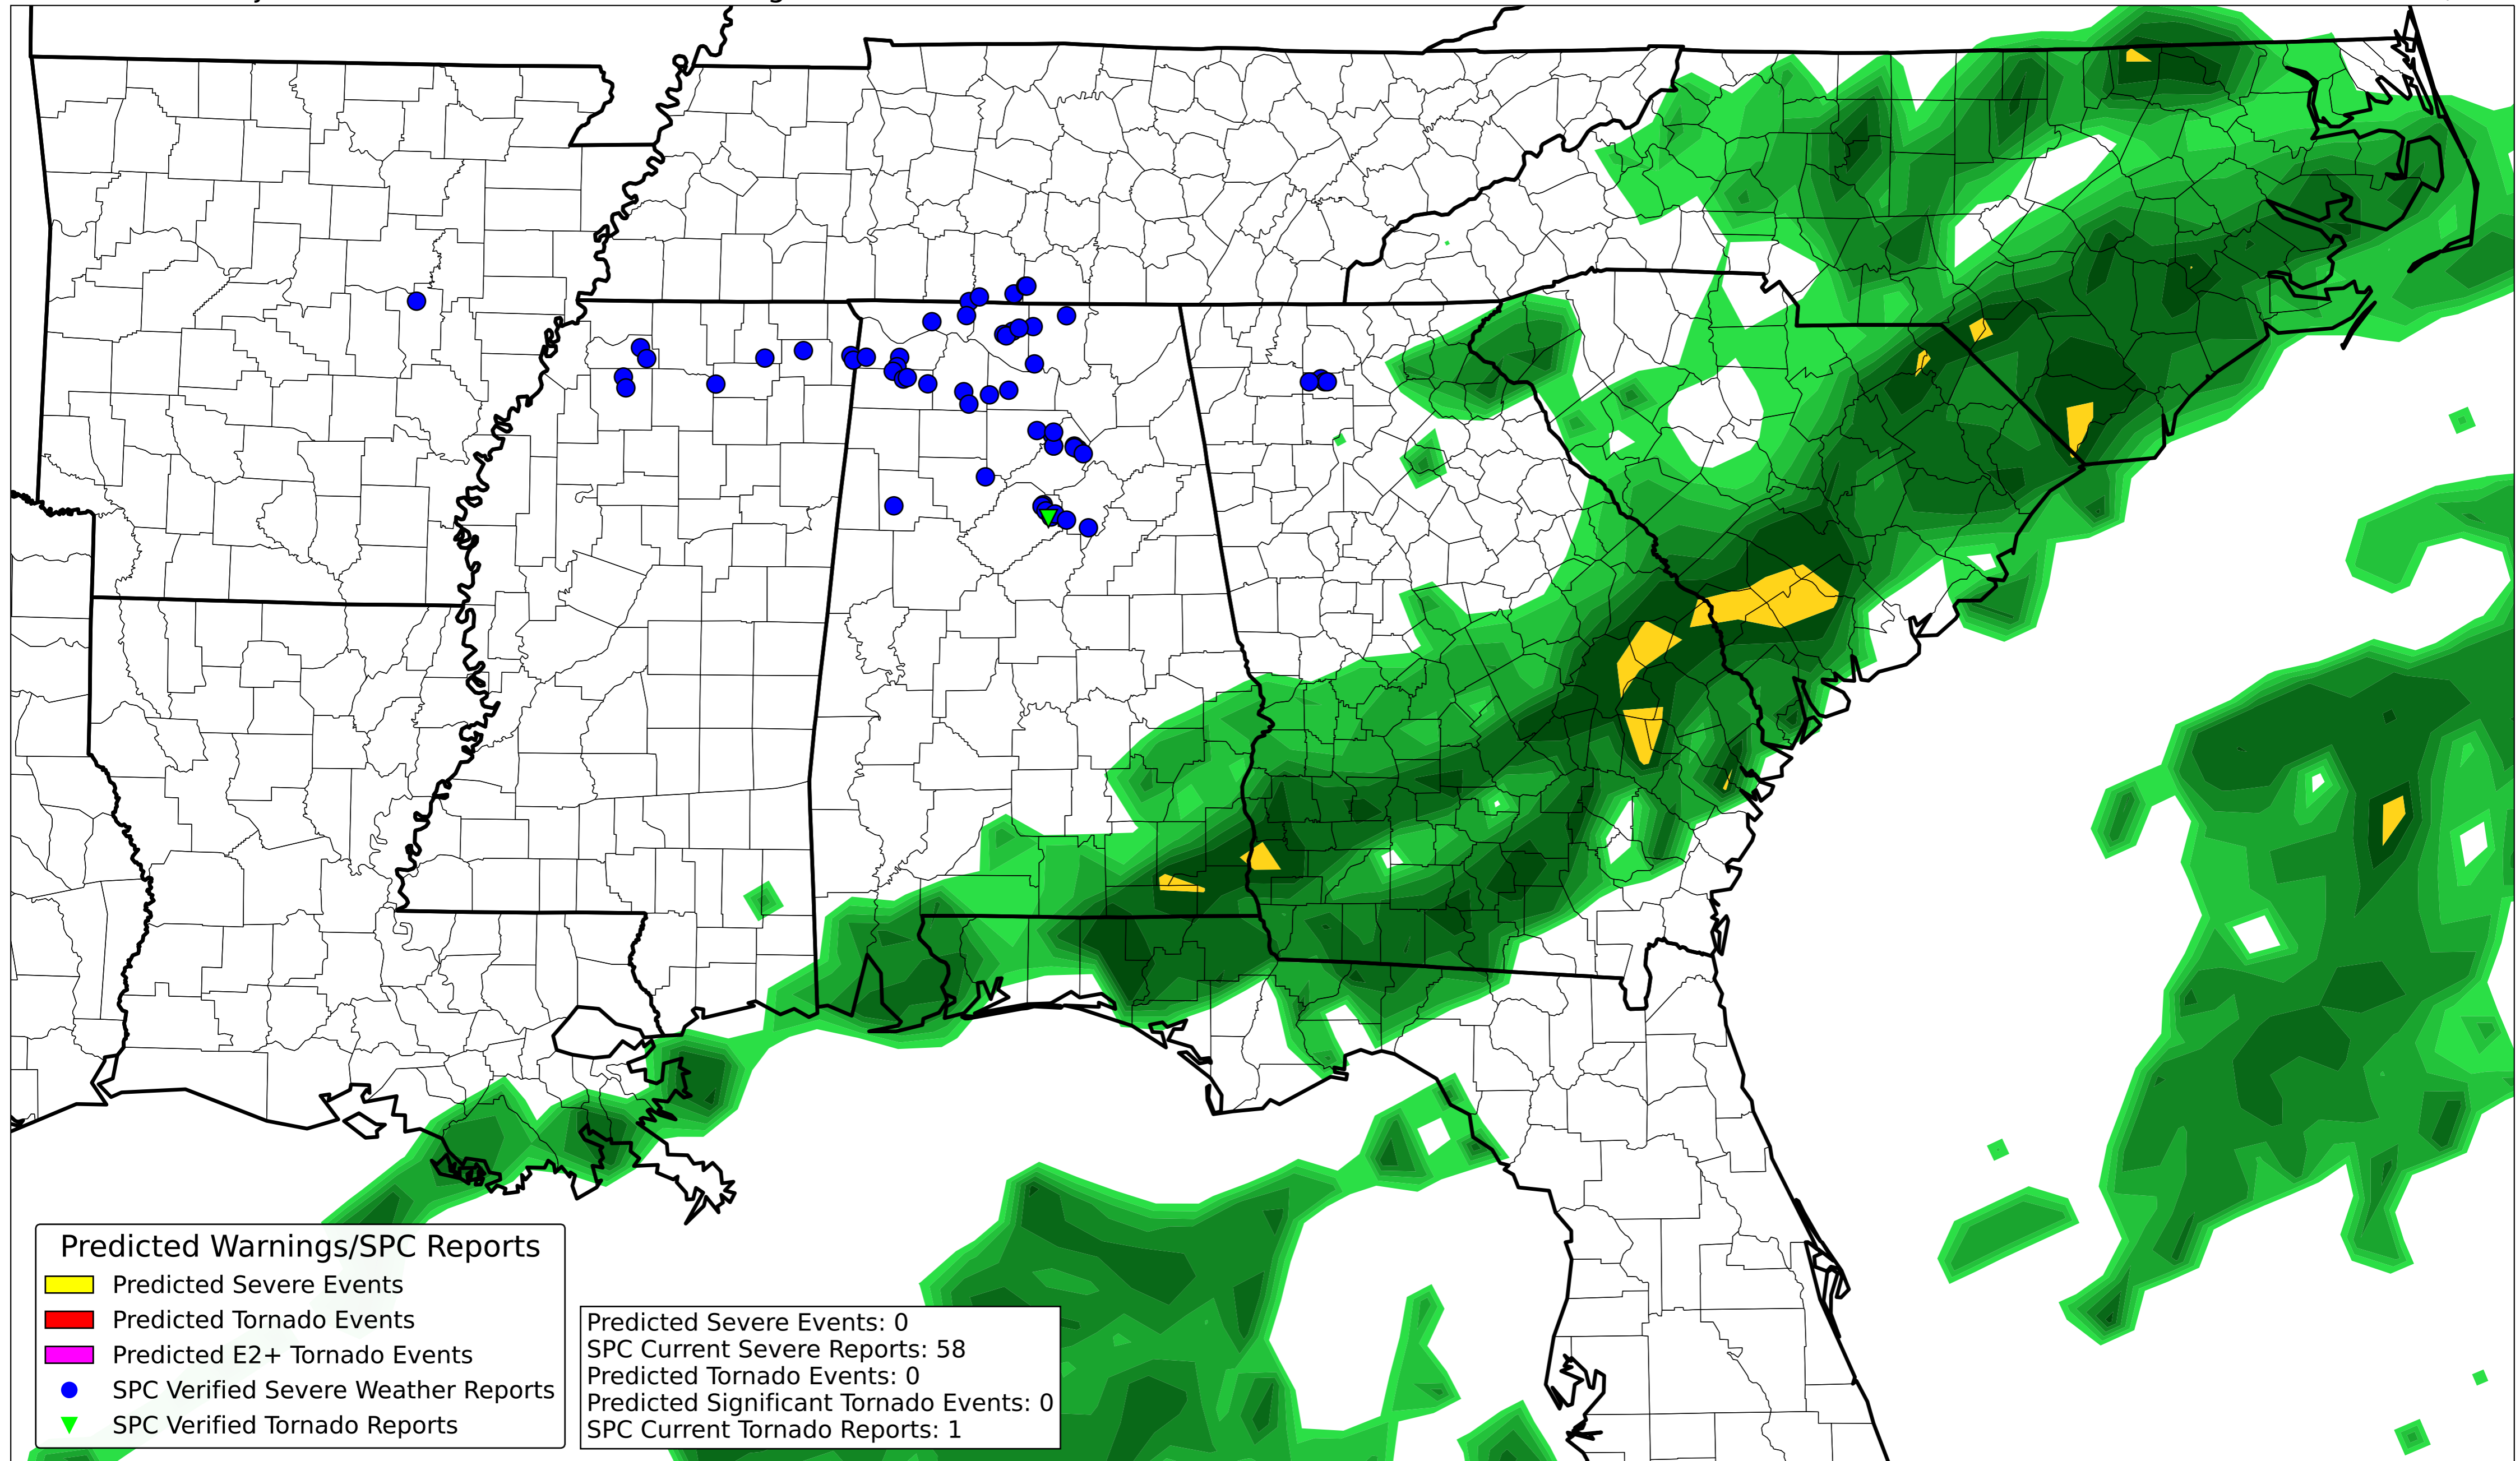 Predicted Warnings/SPC Reports
Predicted Severe Events
Predicted Tornado Events
Predicted E2+ Tornado Events
SPC Verified Severe Weather Reports
SPC Verified Tornado Reports
Predicted Severe Events: 0
SPC Current Severe Reports: 58
Predicted Tornado Events: 0
Predicted Significant Tornado Events: 0
SPC Current Tornado Reports: 1